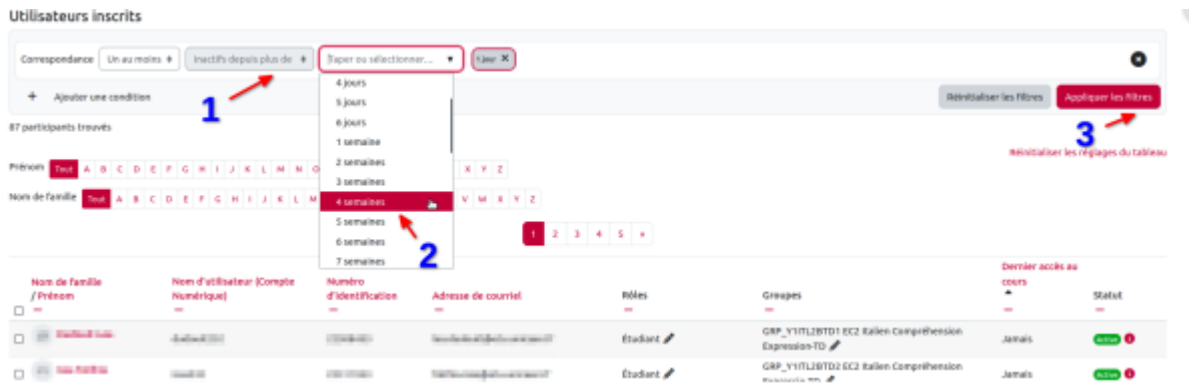 Utilisateurs inscrits
Correspondance Un au moins Inactifs depuis plus de Taper ou sélectionner... 1 jour
4 jours
+ Ajouter une condition 1 5 jours Réinitialiser les filtres Appliquer les filtres
6 jours
87 participants trouvés 3
1 semaine
Réinitialiser les réglages du tableau
2 semaines
Prénom Tout A B C D E F G H I J K L M N O X Y Z
3 semaines
Nom de famille Tout A B C D E F G H I J K L M 4 semaines V W X Y Z
5 semaines
1 2 3 4 5 »
6 semaines 2
7 semaines
Nom de famille / Prénom
Nom d'utilisateur (Compte Numérique)
Numéro d'identification
Adresse de courriel
Rôles
Groupes
Dernier accès au cours
Statut
Étudiant GRP_Y1ITL2BTD1 EC2 Italien Compréhension Jamais Active
Expression-TD
Étudiant GRP_Y1ITL2BTD2 EC2 Italien Compréhension Jamais Active